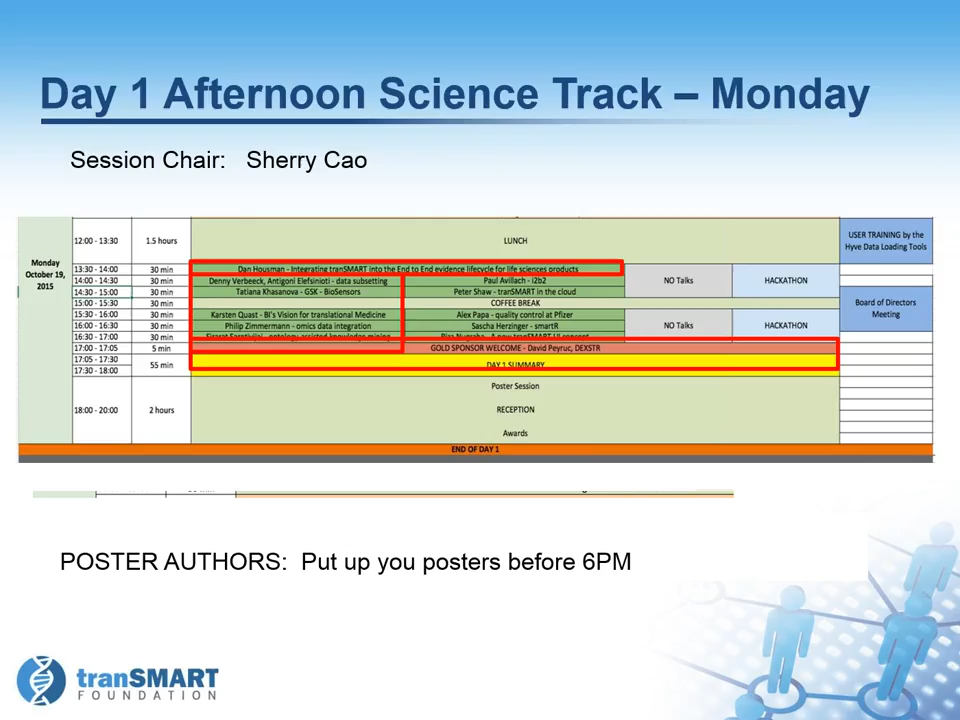 Day 1 Afternoon Science Track – Monday
Session Chair: Sherry Cao
Monday
October 19,
2015
12:00 - 13:30 1.5 hours LUNCH
USER TRAINING by the
Hyve Data Loading Tools
13:30 - 14:00 30 min Dan Housman - Integrating tranSMART into the End to End evidence lifecycle for life sciences products
14:00 - 14:30 30 min Denny Verbeeck, Antigoni Elefsinioti - data subsetting Paul Avillach - i2b2 NO Talks HACKATHON
14:30 - 15:00 30 min Tatiana Khasanova - GSK - BioSensors Peter Shaw - tranSMART in the cloud
15:00 - 15:30 30 min COFFEE BREAK
Board of Directors
Meeting
15:30 - 16:00 30 min Karsten Quast - BI's Vision for translational Medicine Alex Papa - quality control at Pfizer
16:00 - 16:30 30 min Philip Zimmermann - omics data integration Sascha Herzinger - smartR NO Talks HACKATHON
16:30 - 17:00 30 min
17:00 - 17:05 5 min GOLD SPONSOR WELCOME - David Peyruc, DEXSTR
17:05 - 17:30
17:30 - 18:00
55 min DAY 1 SUMMARY
18:00 - 20:00 2 hours
Poster Session
RECEPTION
Awards
END OF DAY 1
POSTER AUTHORS: Put up you posters before 6PM
tranSMART
FOUNDATION